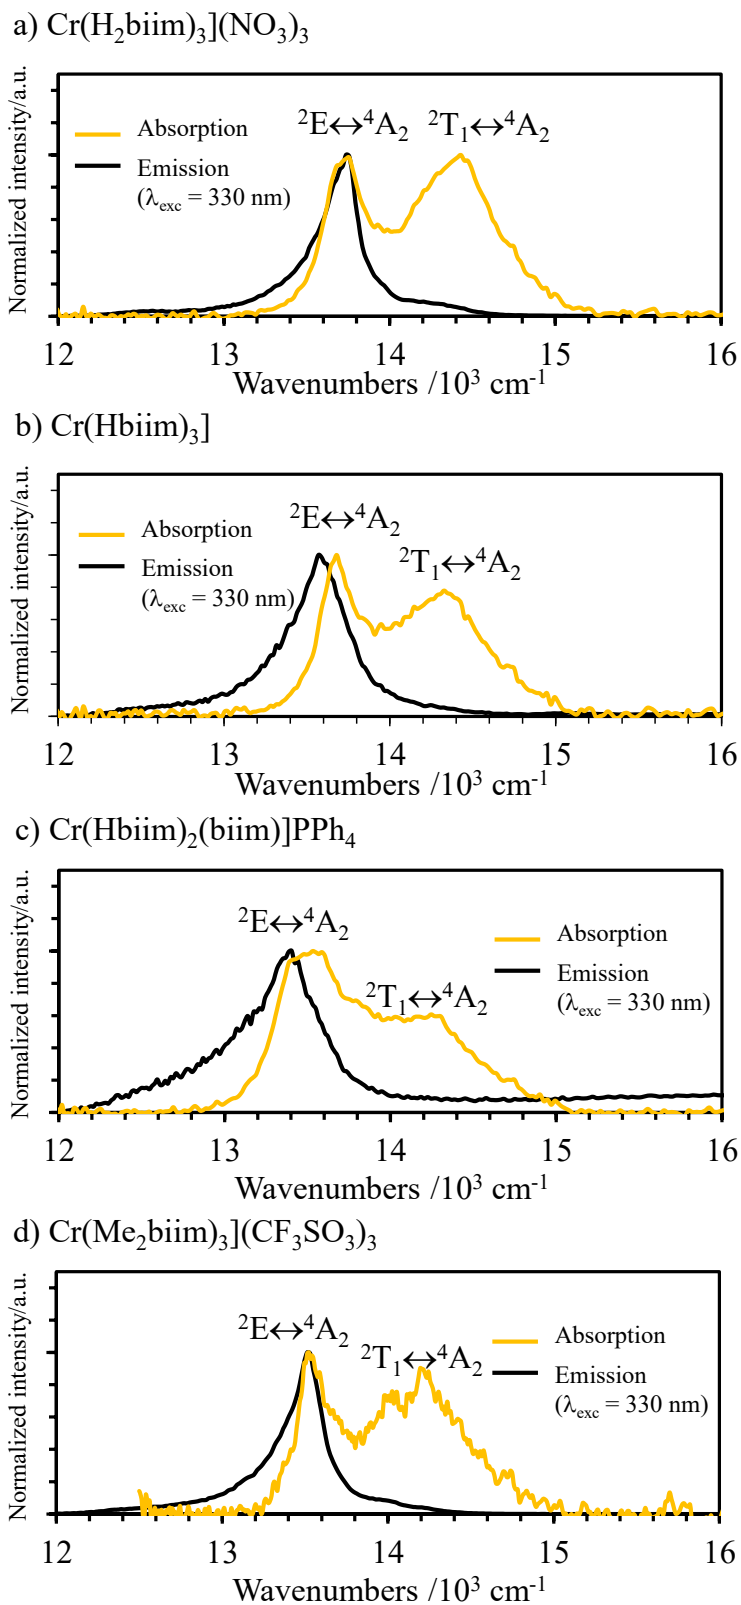 a) Cr(H₂biim)₃](NO₃)₃
Normalized intensity/a.u.
Absorption
Emission
(λexc = 330 nm)
²E↔⁴A₂
²T₁↔⁴A₂
12 13 14 15 16
Wavenumbers /10³ cm⁻¹
b) Cr(Hbiim)₃]
Normalized intensity/a.u.
Absorption
Emission
(λexc = 330 nm)
²E↔⁴A₂
²T₁↔⁴A₂
12 13 14 15 16
Wavenumbers /10³ cm⁻¹
c) Cr(Hbiim)₂(biim)]PPh₄
Normalized intensity/a.u.
²E↔⁴A₂
²T₁↔⁴A₂
Absorption
Emission
(λexc = 330 nm)
12 13 14 15 16
Wavenumbers /10³ cm⁻¹
d) Cr(Me₂biim)₃](CF₃SO₃)₃
Normalized intensity/a.u.
²E↔⁴A₂
²T₁↔⁴A₂
Absorption
Emission
(λexc = 330 nm)
12 13 14 15 16
Wavenumbers /10³ cm⁻¹